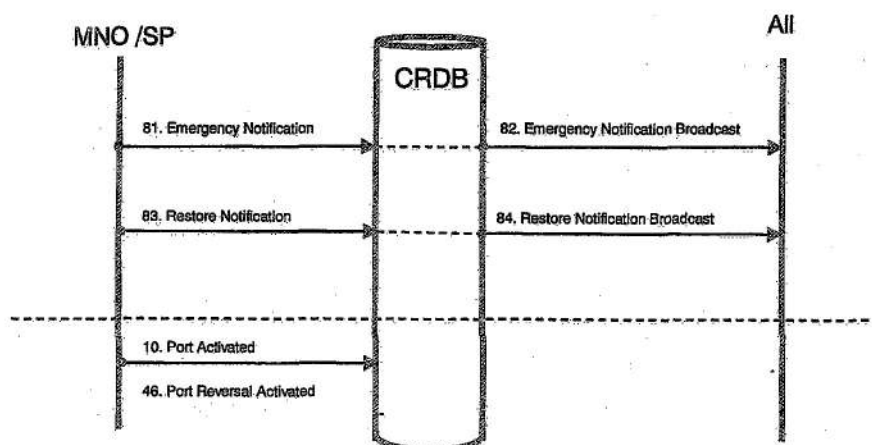 MNO /SP
CRDB
All
81. Emergency Notification
82. Emergency Notification Broadcast
83. Restore Notification
84. Restore Notification Broadcast
10. Port Activated
46. Port Reversal Activated